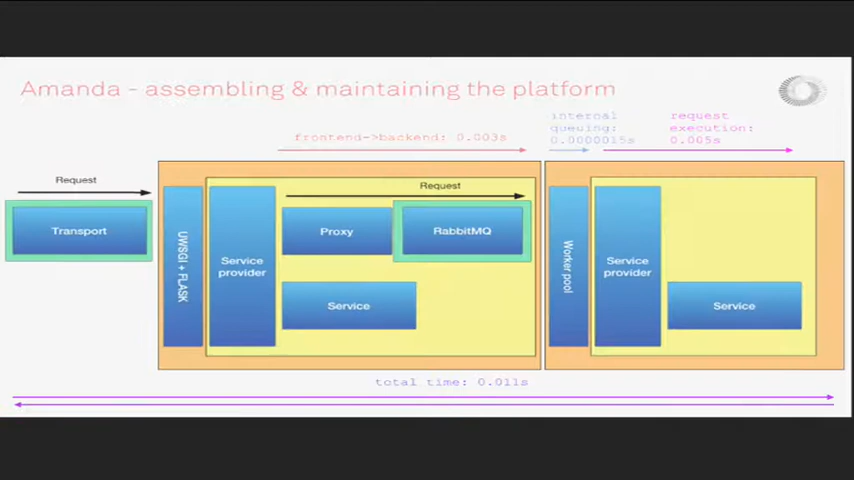 Amanda - assembling & maintaining the platform
internal
queuing:
0.0000015s
request
execution:
0.005s
frontend->backend: 0.003s
Request
Request
Transport
UWSGI + FLASK
Service
provider
Proxy
RabbitMQ
Service
Worker pool
Service
provider
Service
total time: 0.011s